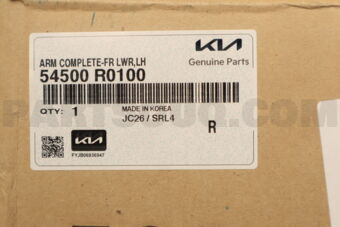 ARM COMPLETE-FR LWR,LH
54500 R0100
KIA
Genuine Parts
QTY: 1
MADE IN KOREA
JC26 / SRL4
R
KIA